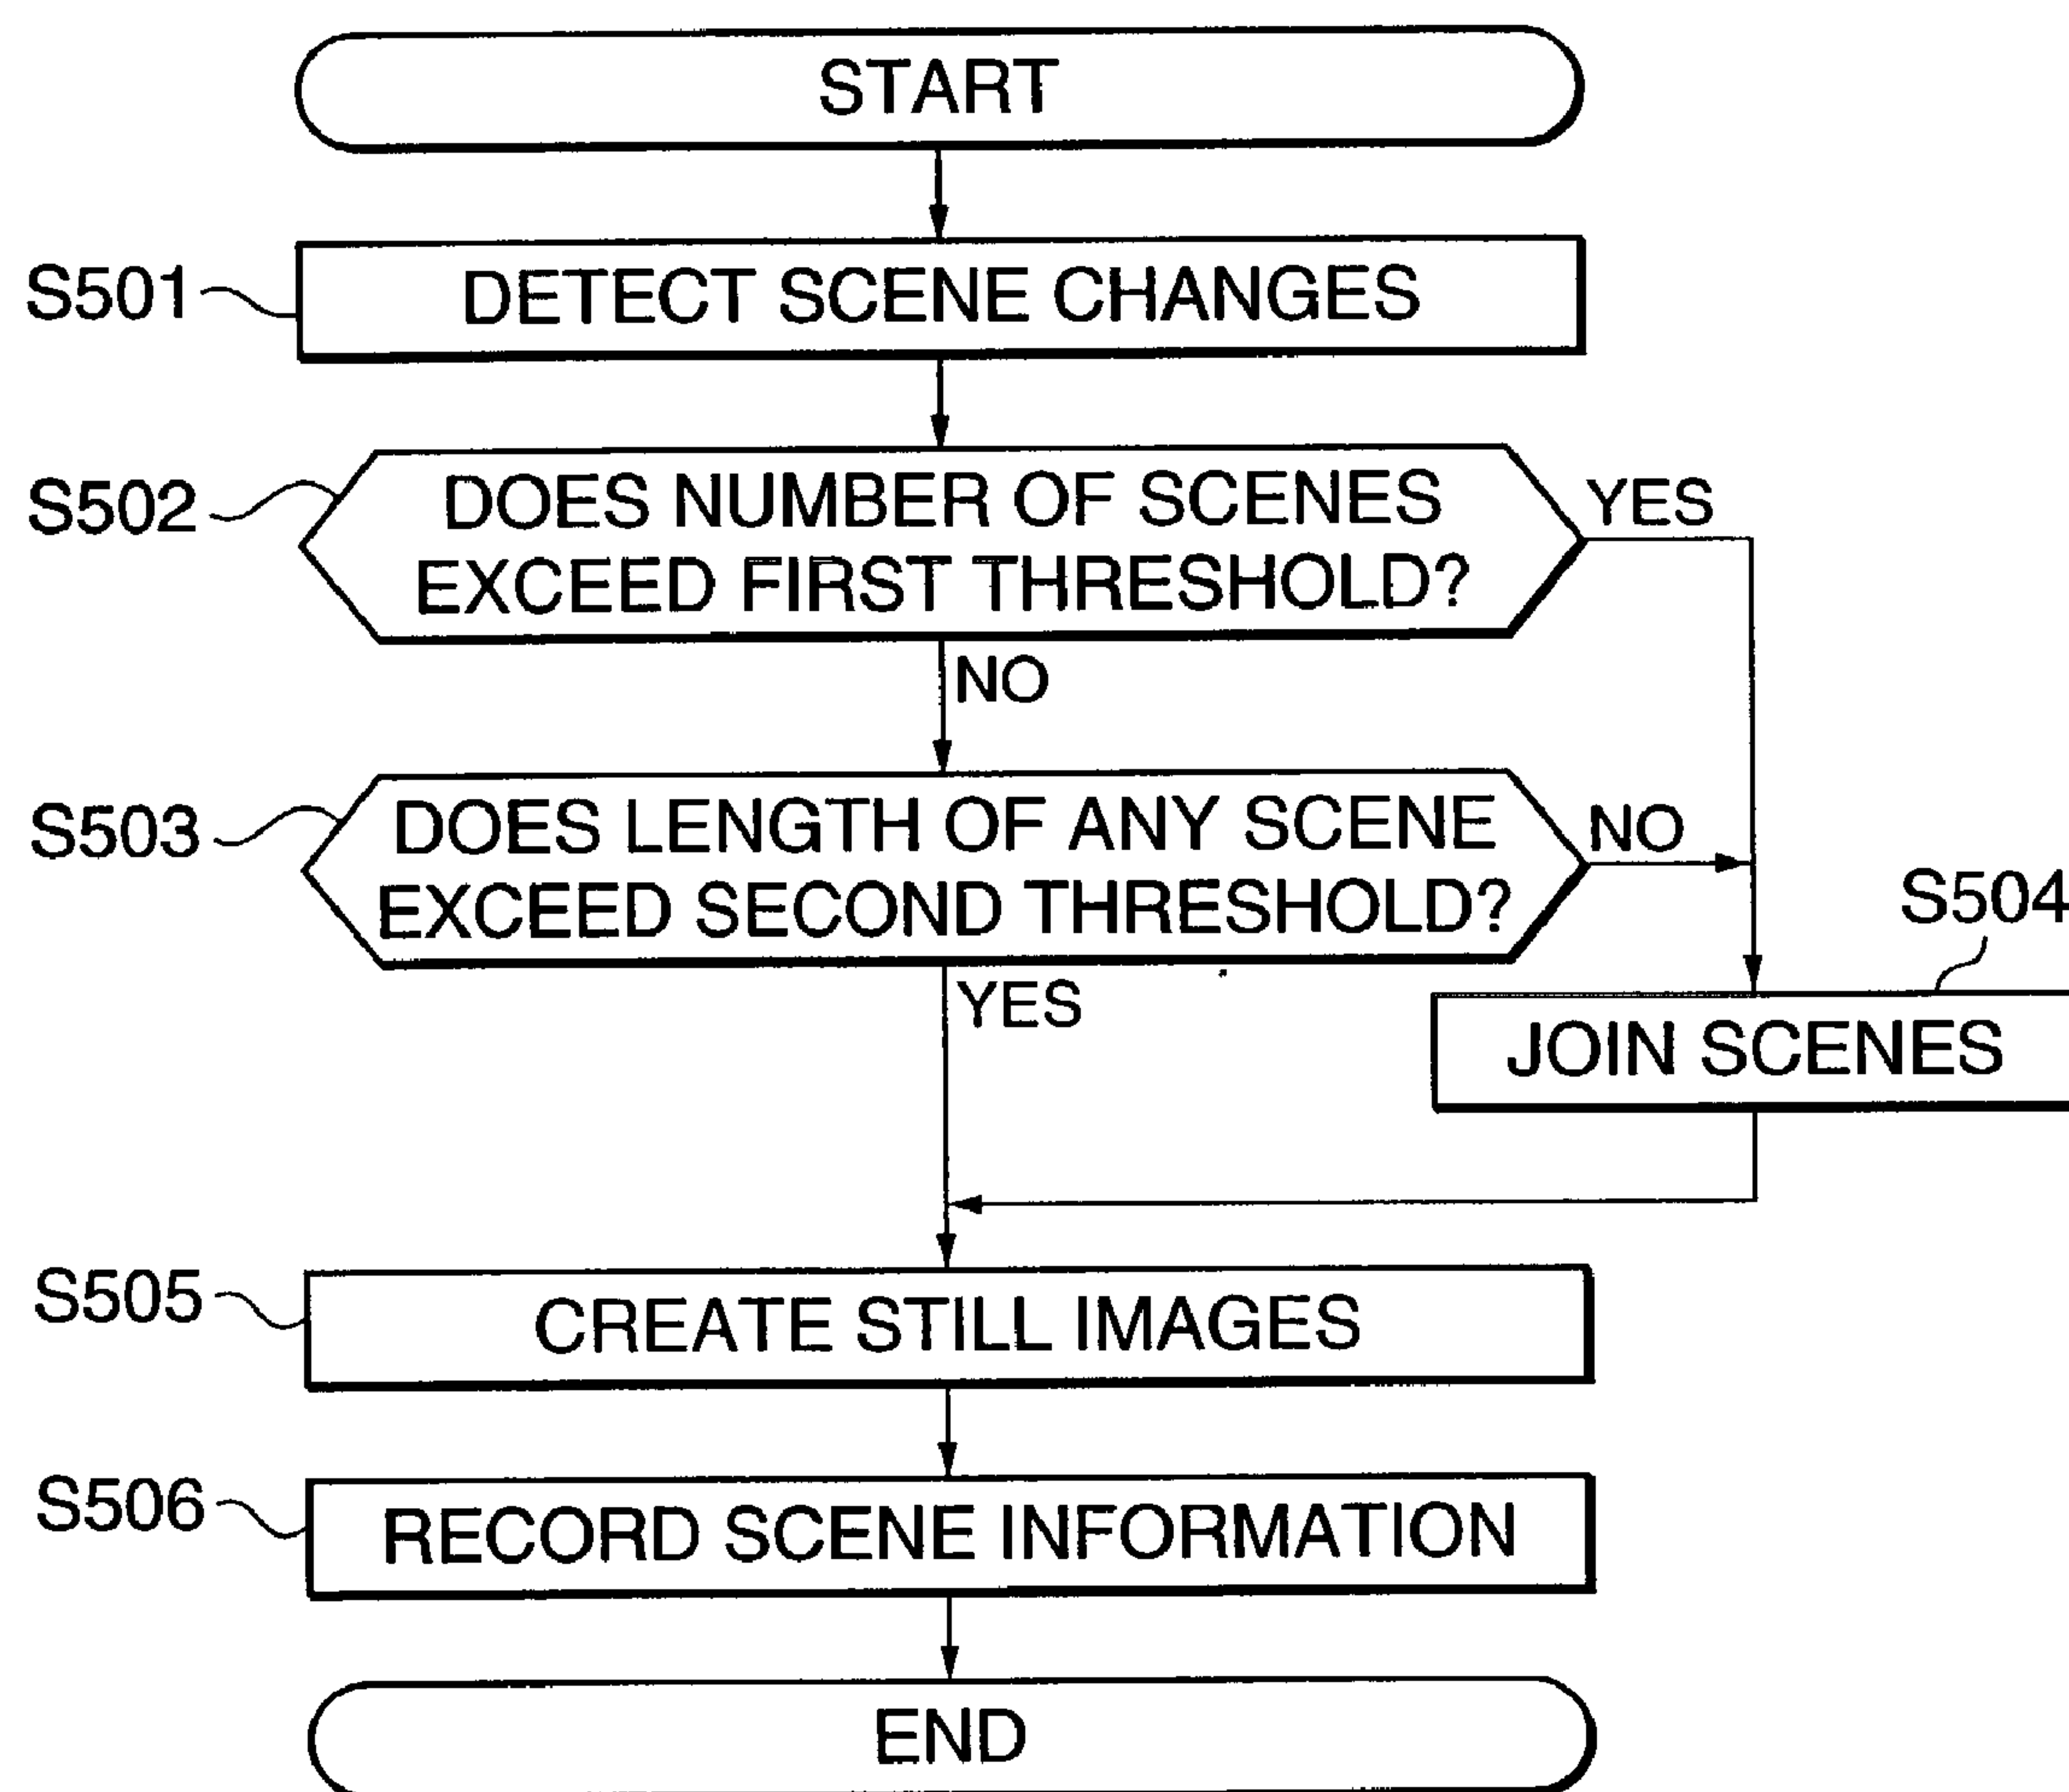 START
S501
DETECT SCENE CHANGES
S502
DOES NUMBER OF SCENES
EXCEED FIRST THRESHOLD?
YES
NO
S503
DOES LENGTH OF ANY SCENE
EXCEED SECOND THRESHOLD?
NO
YES
S504
JOIN SCENES
S505
CREATE STILL IMAGES
S506
RECORD SCENE INFORMATION
END